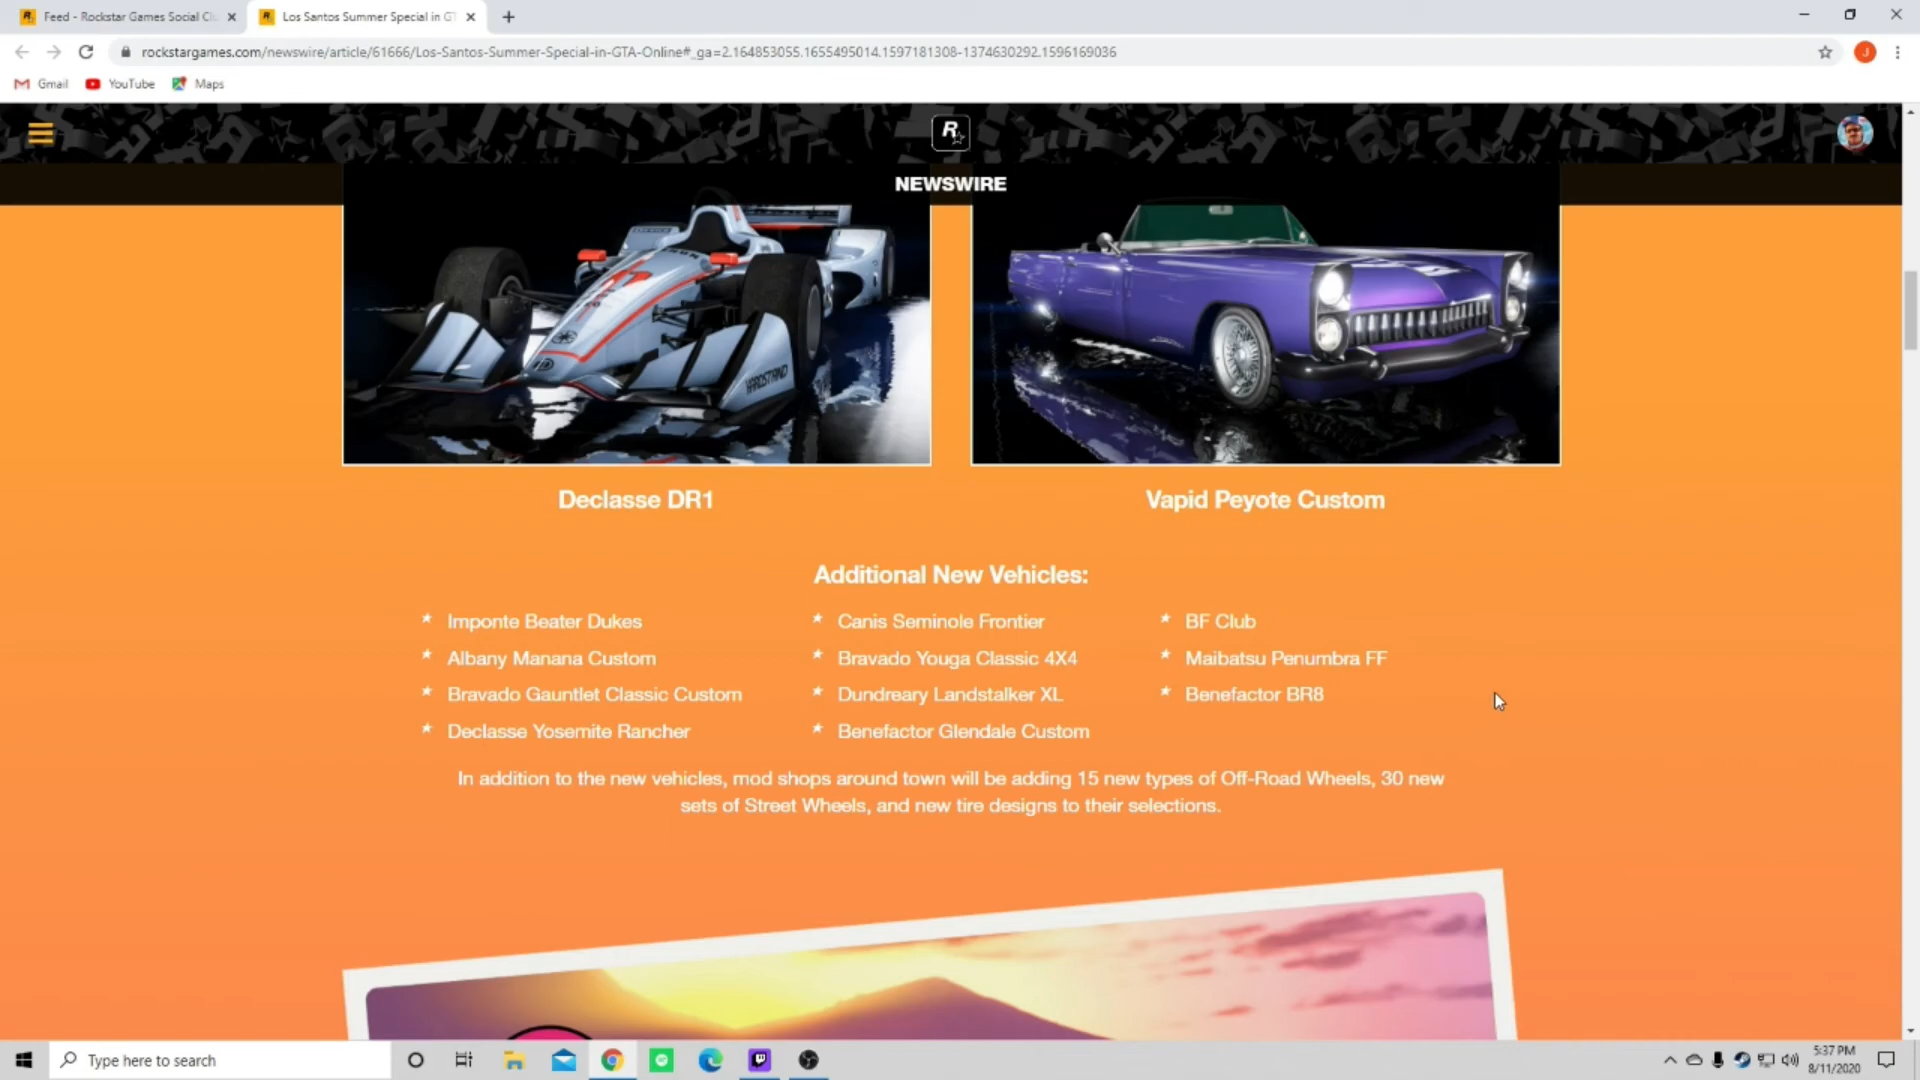 Feed - Rockstar Games Social Clu
Los Santos Summer Special in GT
rockstargames.com/newswire/article/61666/Los-Santos-Summer-Special-in-GTA-Online#_ga=2.164853055.1655495014.1597181308-1374630292.1596169036
J
Gmail
YouTube
Maps
R
NEWSWIRE
YARDSTAND
Declasse DR1
Vapid Peyote Custom
Additional New Vehicles:
Imponte Beater Dukes
Canis Seminole Frontier
BF Club
Albany Manana Custom
Bravado Youga Classic 4X4
Maibatsu Penumbra FF
Bravado Gauntlet Classic Custom
Dundreary Landstalker XL
Benefactor BR8
Declasse Yosemite Rancher
Benefactor Glendale Custom
In addition to the new vehicles, mod shops around town will be adding 15 new types of Off-Road Wheels, 30 new
sets of Street Wheels, and new tire designs to their selections.
Type here to search
5:37 PM
8/11/2020